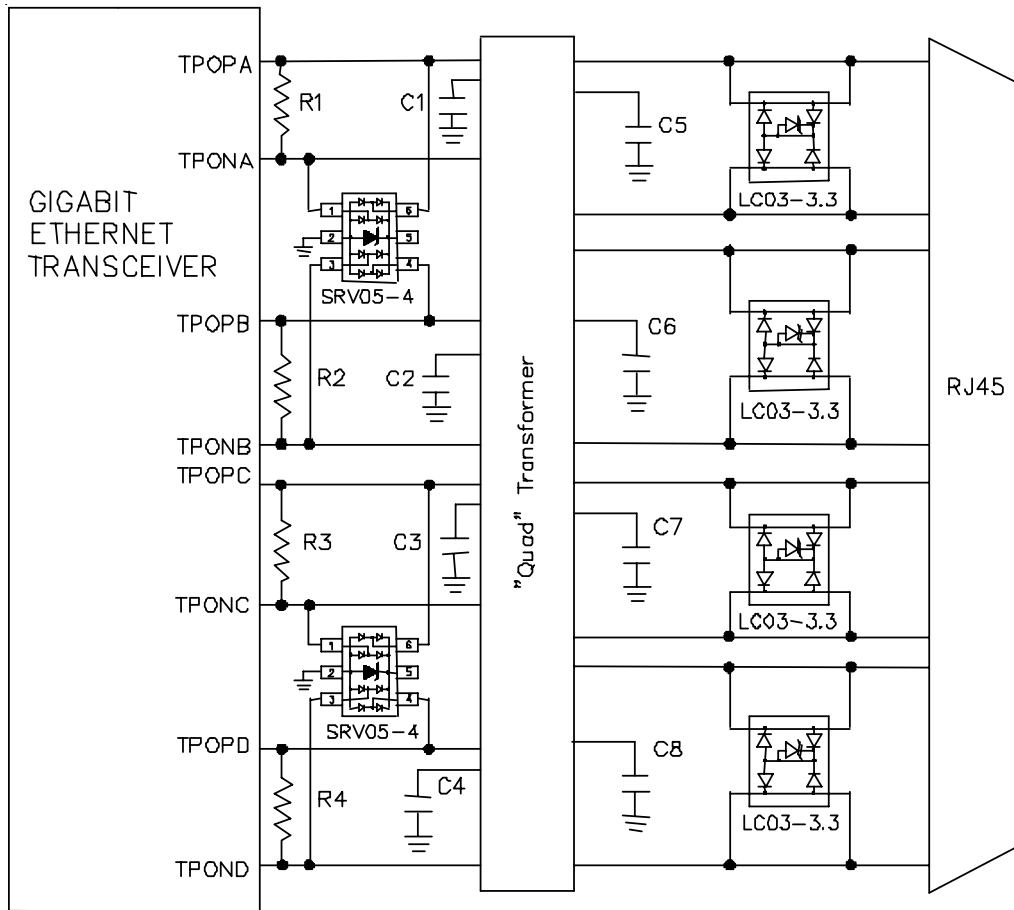 TPOPA
R1
C1
C5
TPONA
LC03-3.3
GIGABIT
ETHERNET
TRANSCEIVER
1
6
2
5
3
4
SRV05-4
TPOPB
C6
R2
C2
"Quad" Transformer
LC03-3.3
RJ45
TPONB
TPOPC
R3
C3
C7
TPONC
LC03-3.3
1
6
2
5
3
4
SRV05-4
TPOPD
C8
C4
R4
LC03-3.3
TPOND